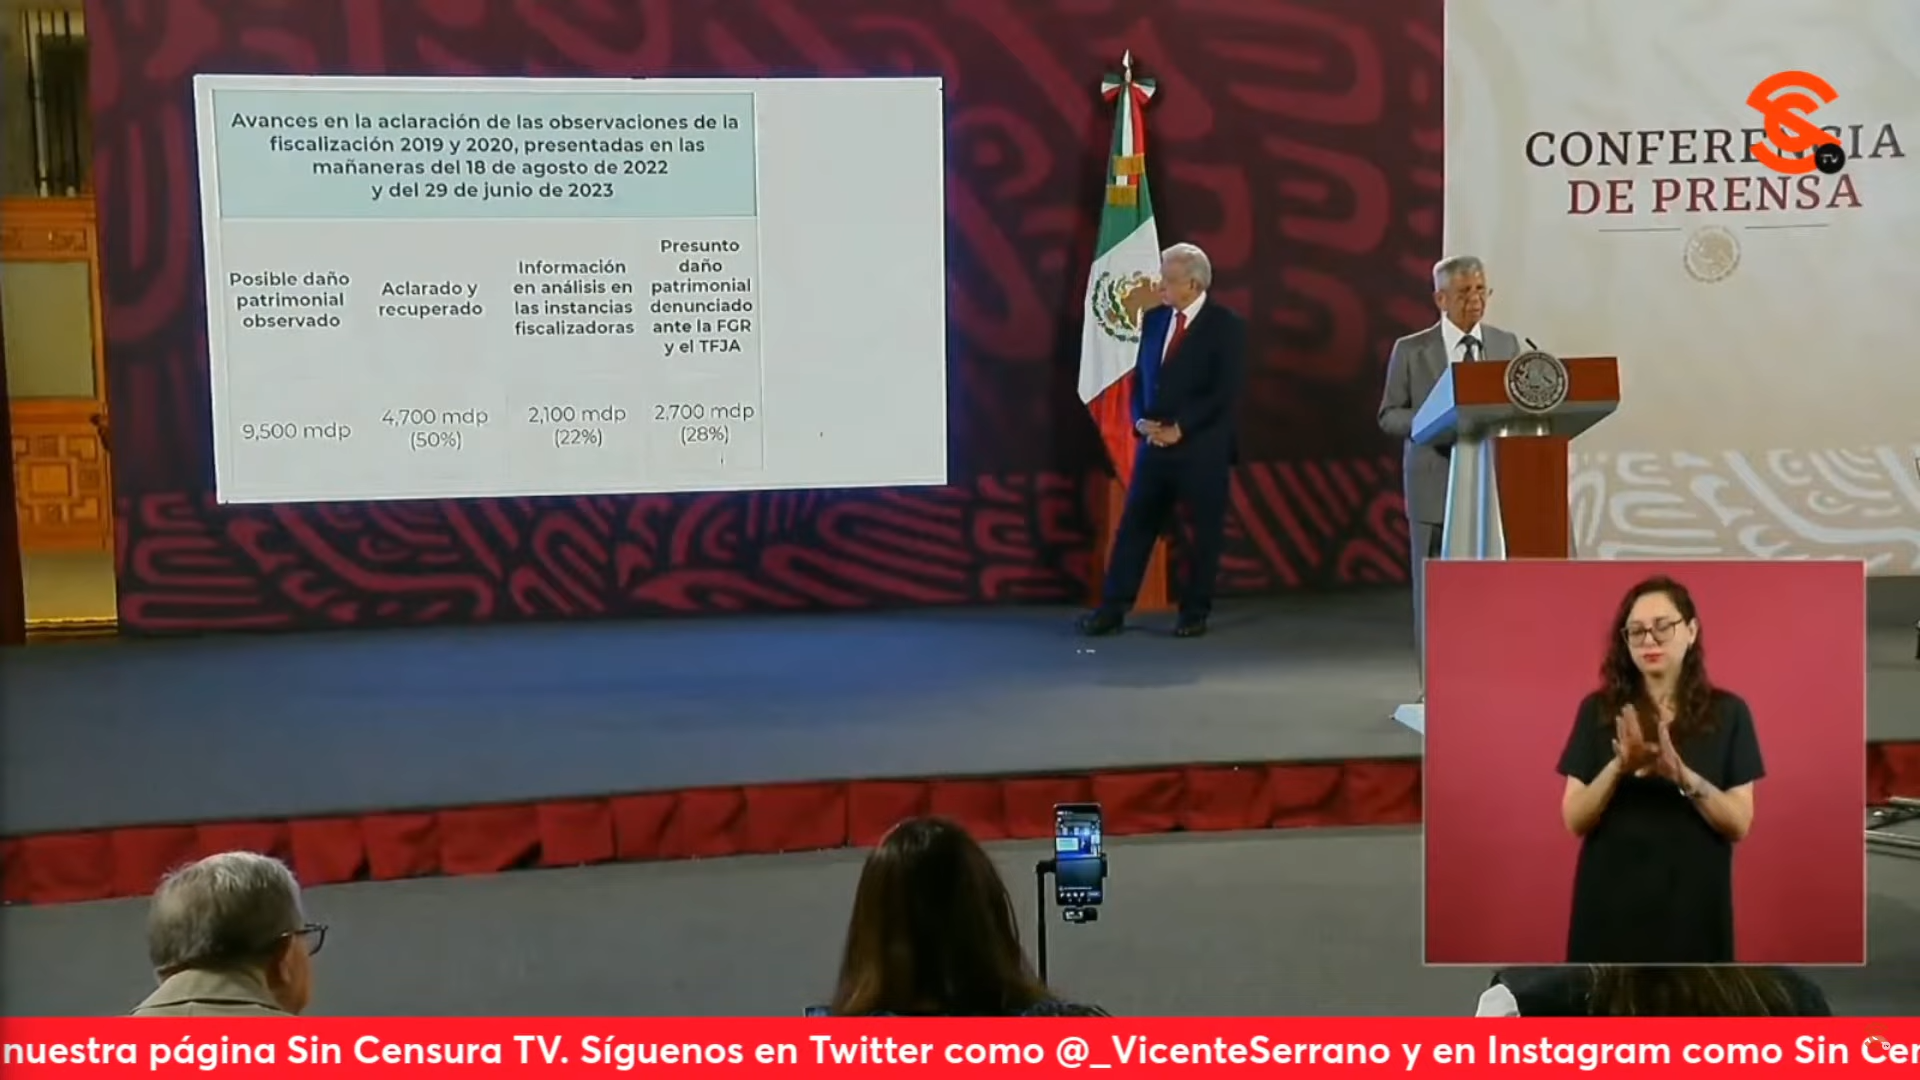 Avances en la aclaración de las observaciones de la
fiscalización 2019 y 2020, presentadas en las
mañaneras del 18 de agosto de 2022
y del 29 de junio de 2023
Posible daño
patrimonial
observado
Aclarado y
recuperado
Información
en análisis en
las instancias
fiscalizadoras
Presunto
daño
patrimonial
denunciado
ante la FGR
y el TFJA
9,500 mdp
4,700 mdp
(50%)
2,100 mdp
(22%)
2,700 mdp
(28%)
CONFERENCIA
DE PRENSA
TV
nuestra página Sin Censura TV. Síguenos en Twitter como @_VicenteSerrano y en Instagram como Sin Cen